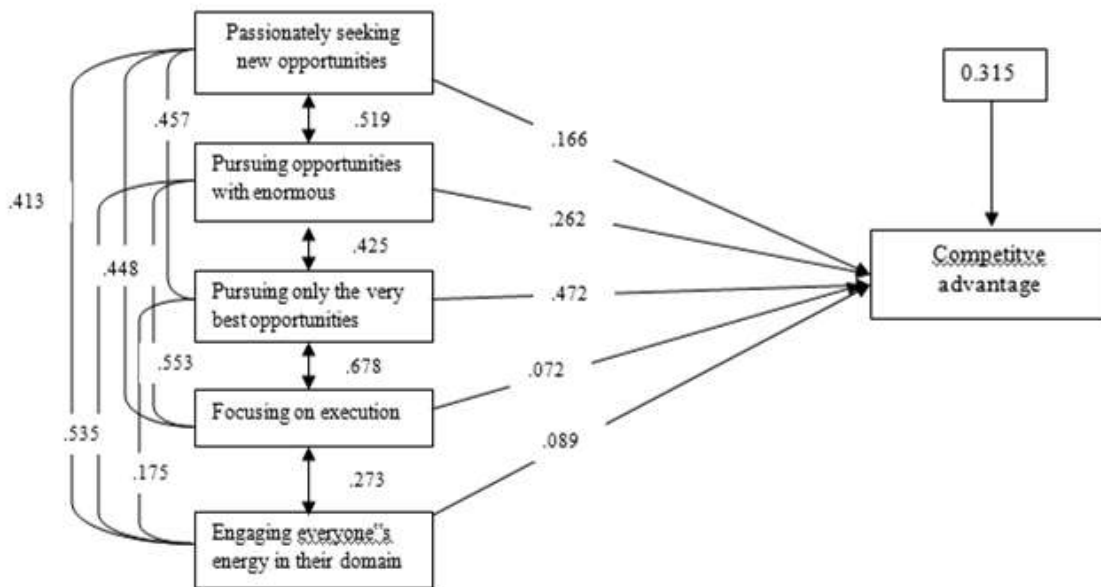 Passionately seeking
new opportunities
0.315
.457
.519
.166
Pursuing opportunities
with enormous
.413
.262
.425
.448
Competitve
advantage
Pursuing only the very
best opportunities
.472
.553
.678
.072
Focusing on execution
.535
.089
.175
.273
Engaging everyone"s
energy in their domain